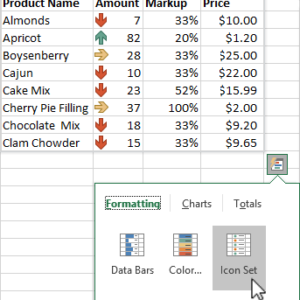 Product Name Amount Markup Price
Almonds 7 33% $10.00
Apricot 82 20% $1.20
Boysenberry 28 33% $25.00
Cajun 10 33% $22.00
Cake Mix 23 52% $15.99
Cherry Pie Filling 37 100% $2.00
Chocolate Mix 18 33% $9.20
Clam Chowder 15 33% $9.65
Formatting Charts Totals
Data Bars Color... Icon Set